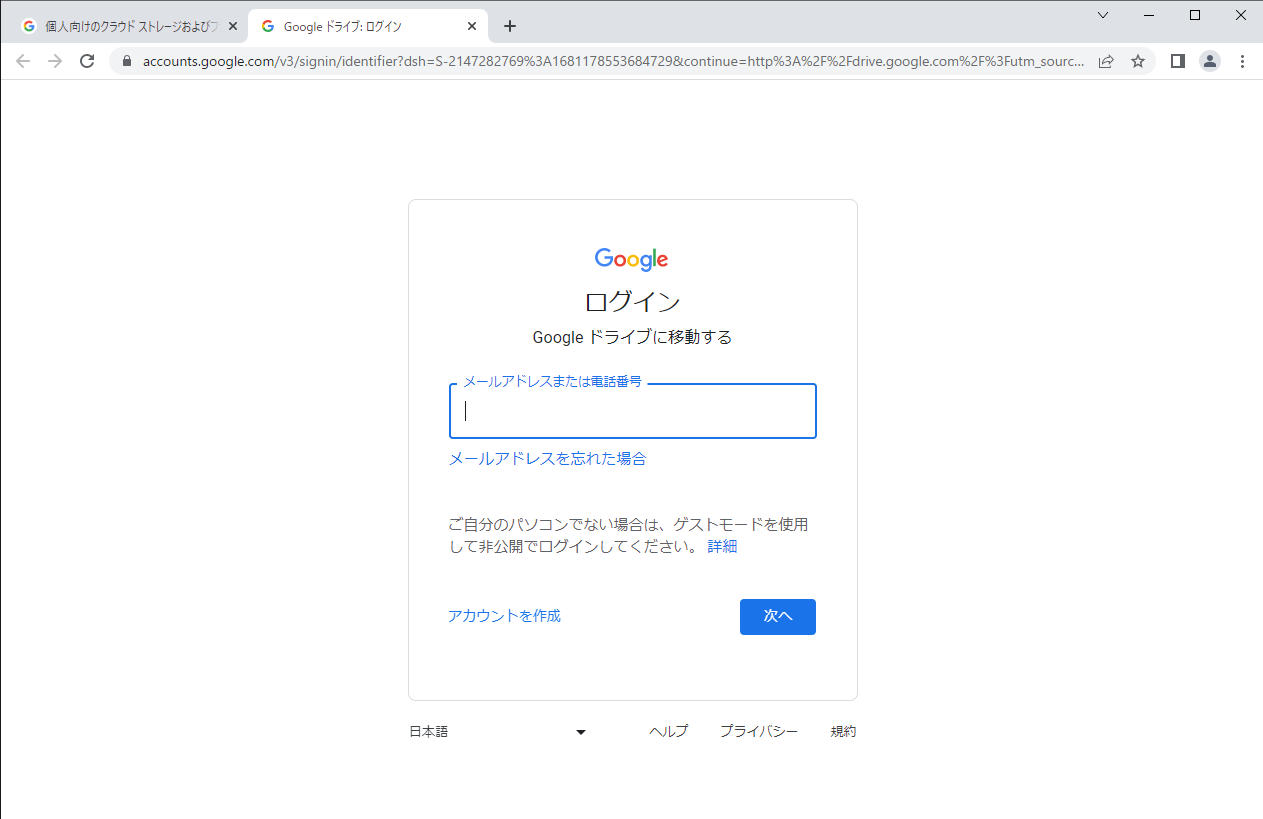 個人向けのクラウド ストレージおよびフ
Google ドライブ: ログイン
accounts.google.com/v3/signin/identifier?dsh=S-2147282769%3A1681178553684729&continue=http%3A%2F%2Fdrive.google.com%2F%3Futm_sourc...
Google
ログイン
Google ドライブに移動する
メールアドレスまたは電話番号
メールアドレスを忘れた場合
ご自分のパソコンでない場合は、ゲストモードを使用
して非公開でログインしてください。 詳細
アカウントを作成
次へ
日本語
ヘルプ
プライバシー
規約